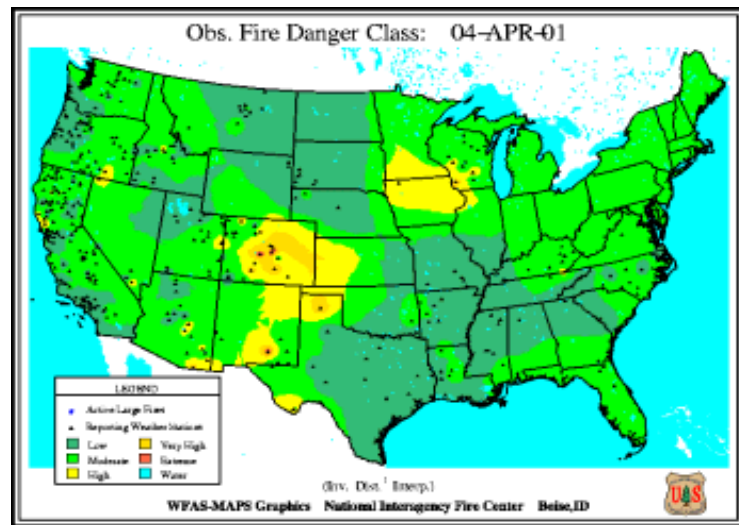 Obs. Fire Danger Class: 04-APR-01
LEGEND
Active Large Fires
Reporting Weather Stations
Low
Moderate
High
Very High
Extreme
Water
(Inv. Dist.² Interp.)
WFAS-MAPS Graphics National Interagency Fire Center Boise, ID
U S